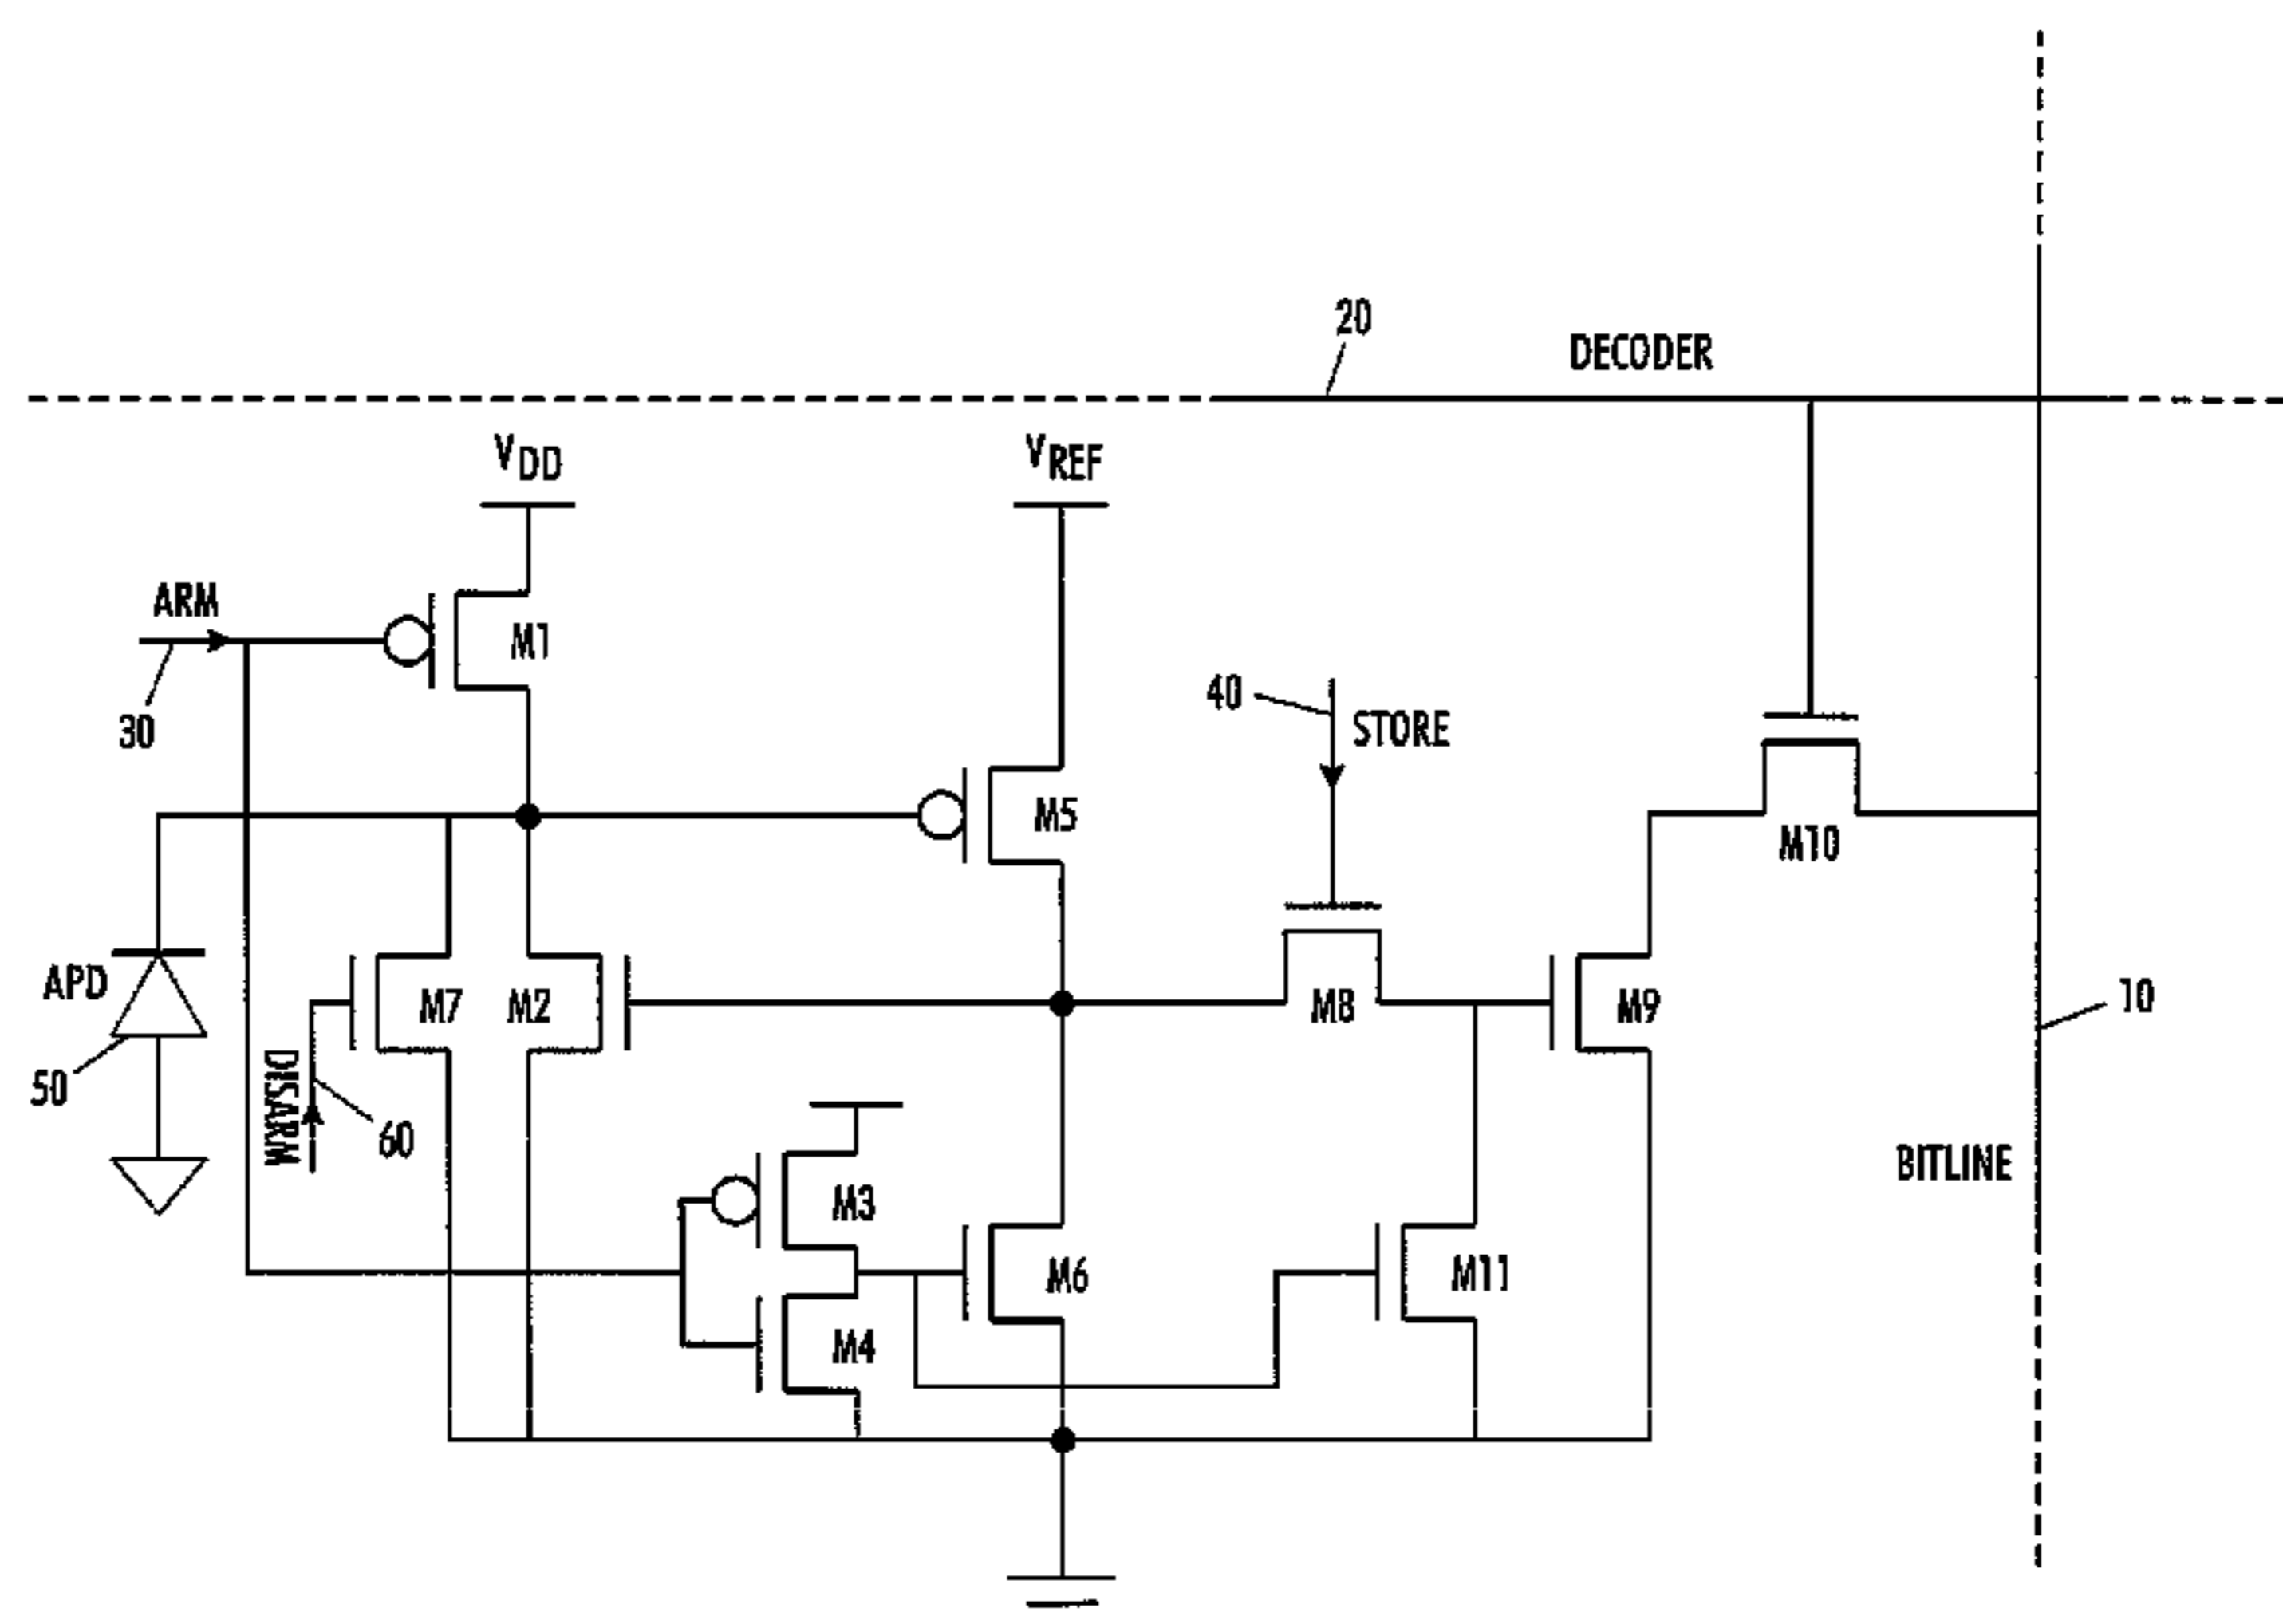 20
DECODER
VDD
VREF
ARM
M1
30
40
STORE
M5
M10
APD
M7
M2
M8
M9
10
50
DISARM
60
M3
BITLINE
M6
M11
M4